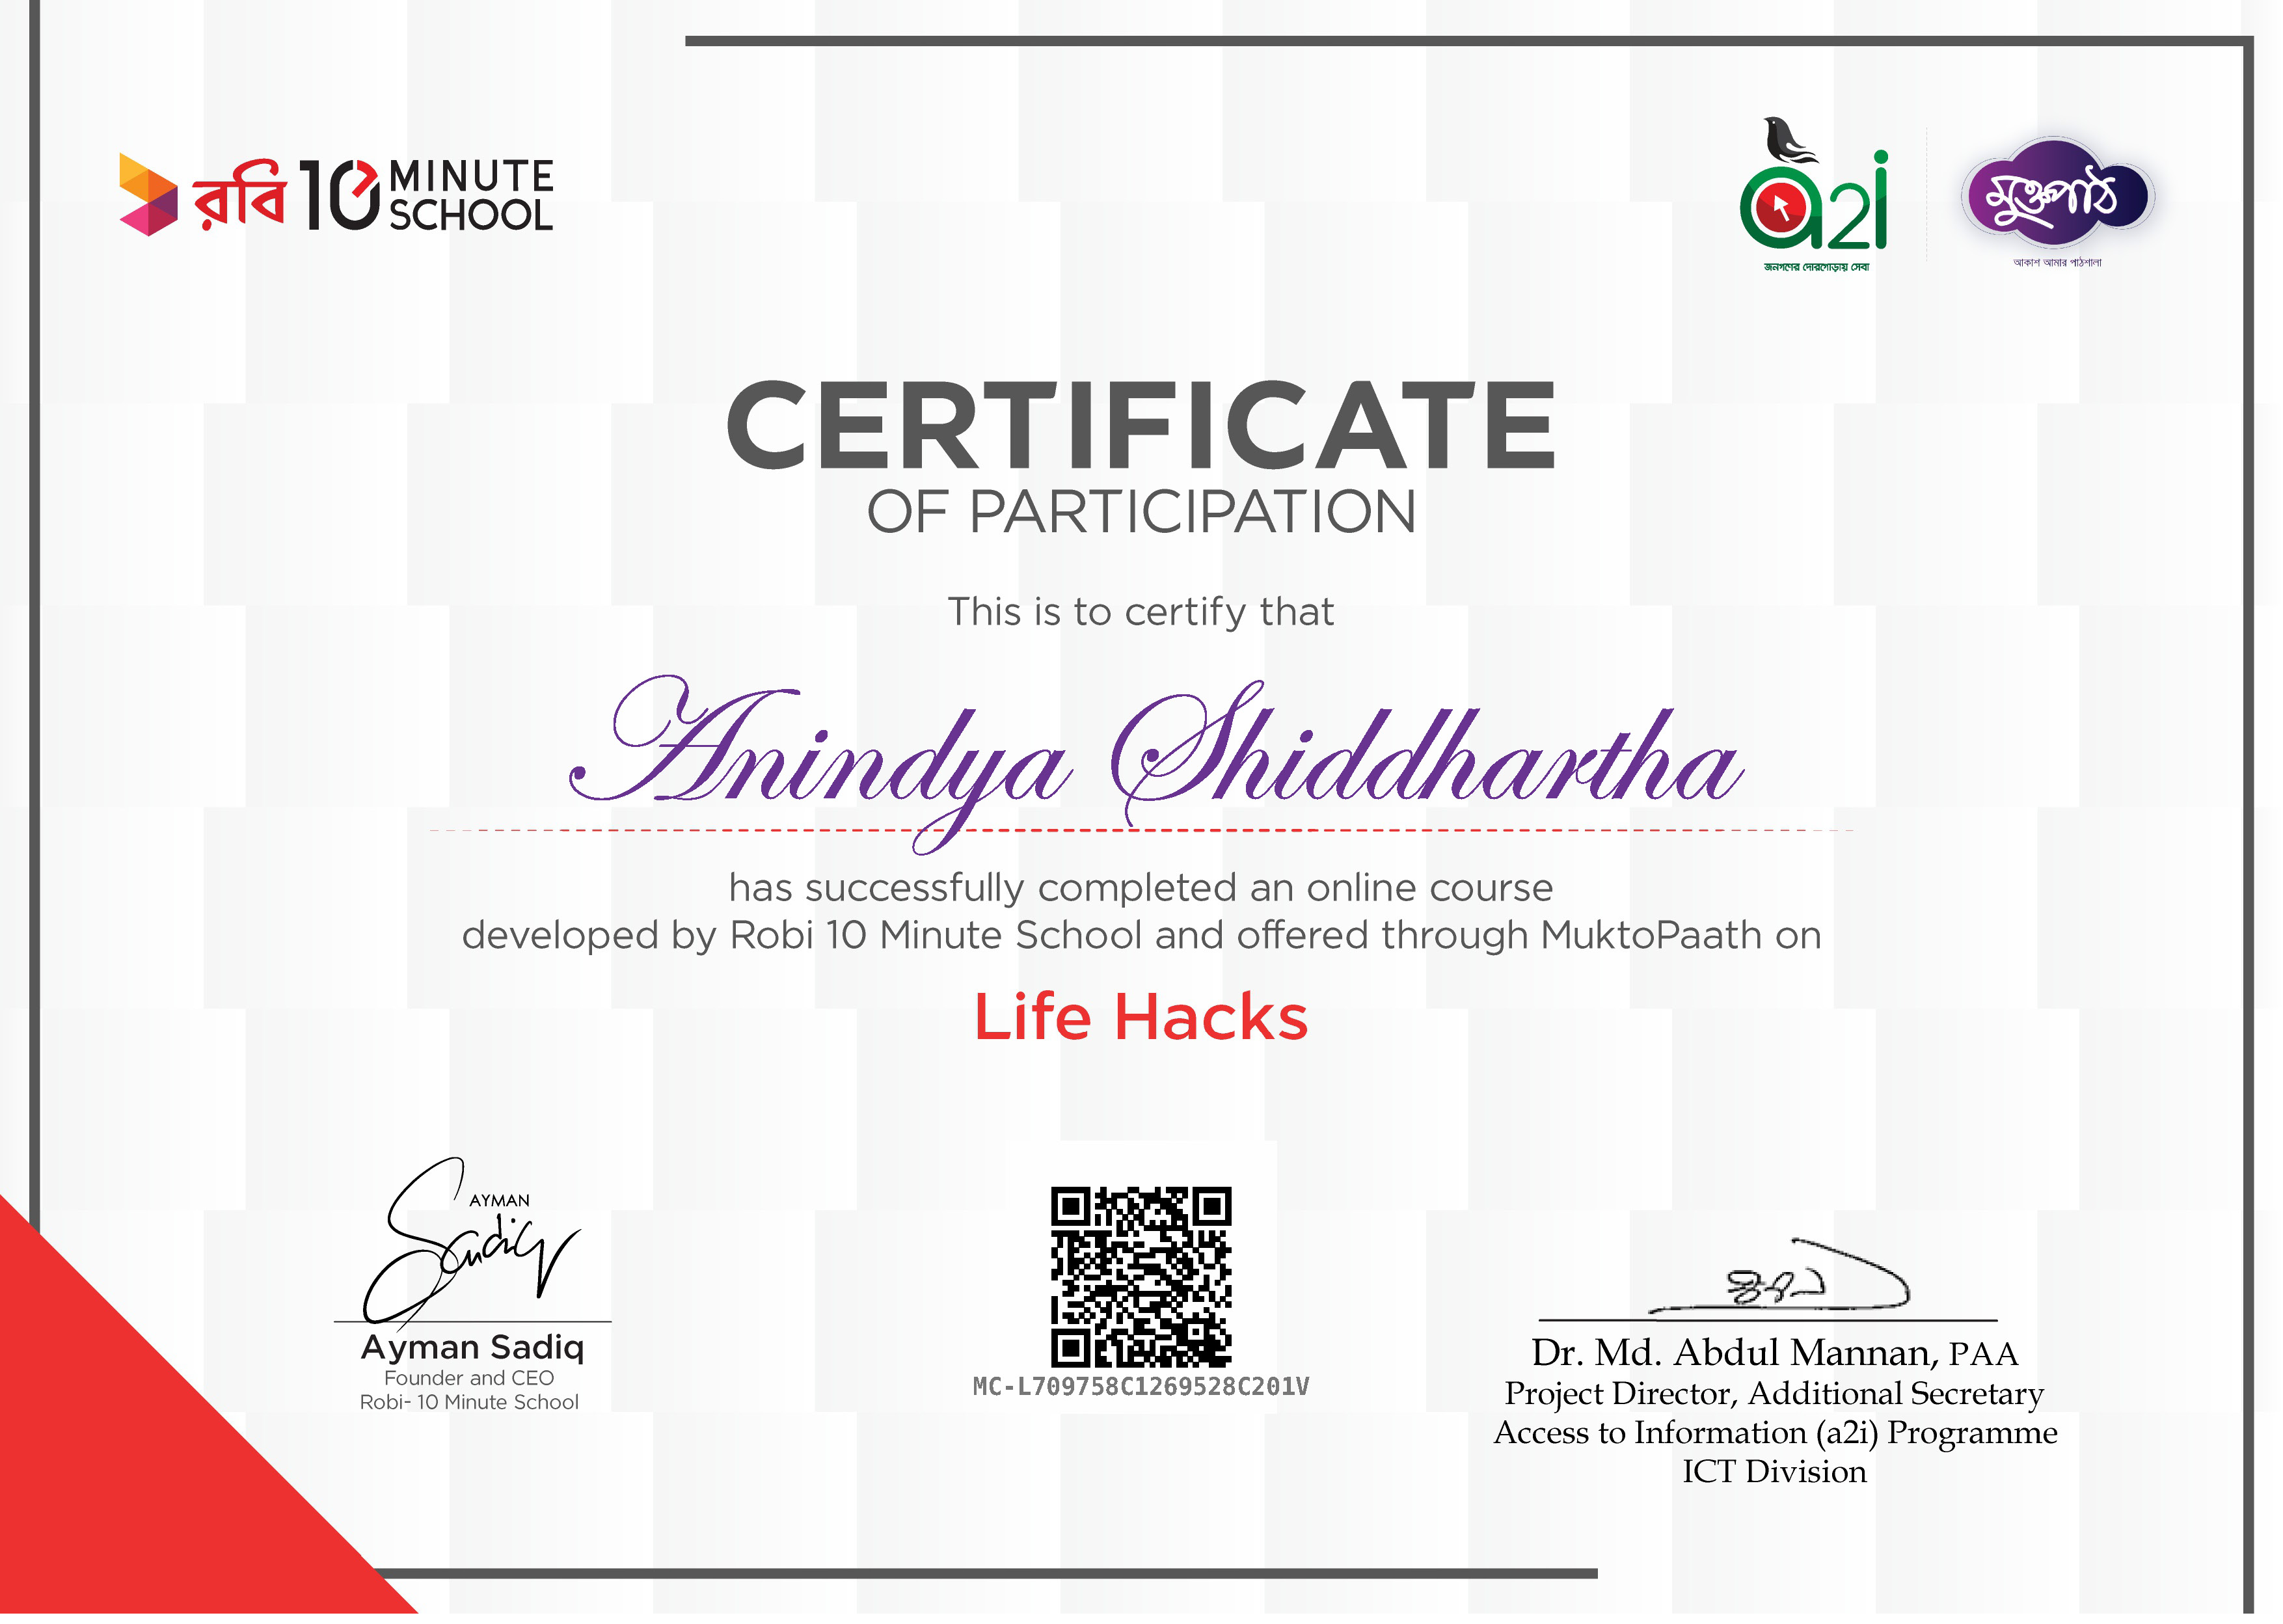 রবি 10 MINUTE SCHOOL
a2i
জনগণের দোরগোড়ায় সেবা
মুক্তপাঠ
আকাশ আমার পাঠশালা
CERTIFICATE
OF PARTICIPATION
This is to certify that
Anindya Shiddhartha
has successfully completed an online course
developed by Robi 10 Minute School and offered through MuktoPaath on
Life Hacks
AYMAN
Sadiq
Ayman Sadiq
Founder and CEO
Robi- 10 Minute School
MC-L709758C1269528C201V
Dr. Md. Abdul Mannan, PAA
Project Director, Additional Secretary
Access to Information (a2i) Programme
ICT Division